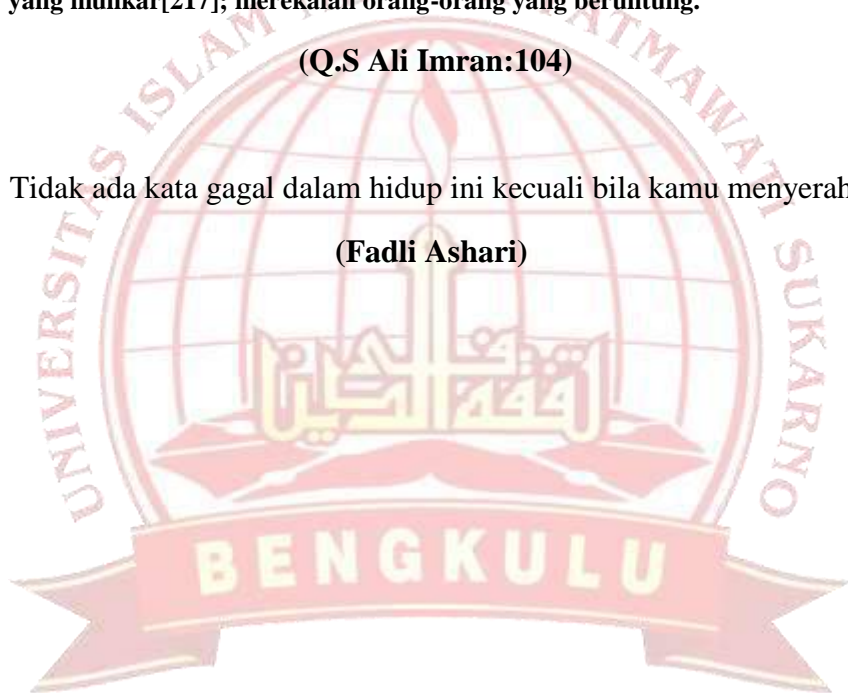 yang munkar[217]; merekalah orang-orang yang beruntung.
(Q.S Ali Imran:104)
Tidak ada kata gagal dalam hidup ini kecuali bila kamu menyerah
(Fadli Ashari)
UNIVERSITAS ISLAM FATMAWATI SUKARNO
BENGKULU